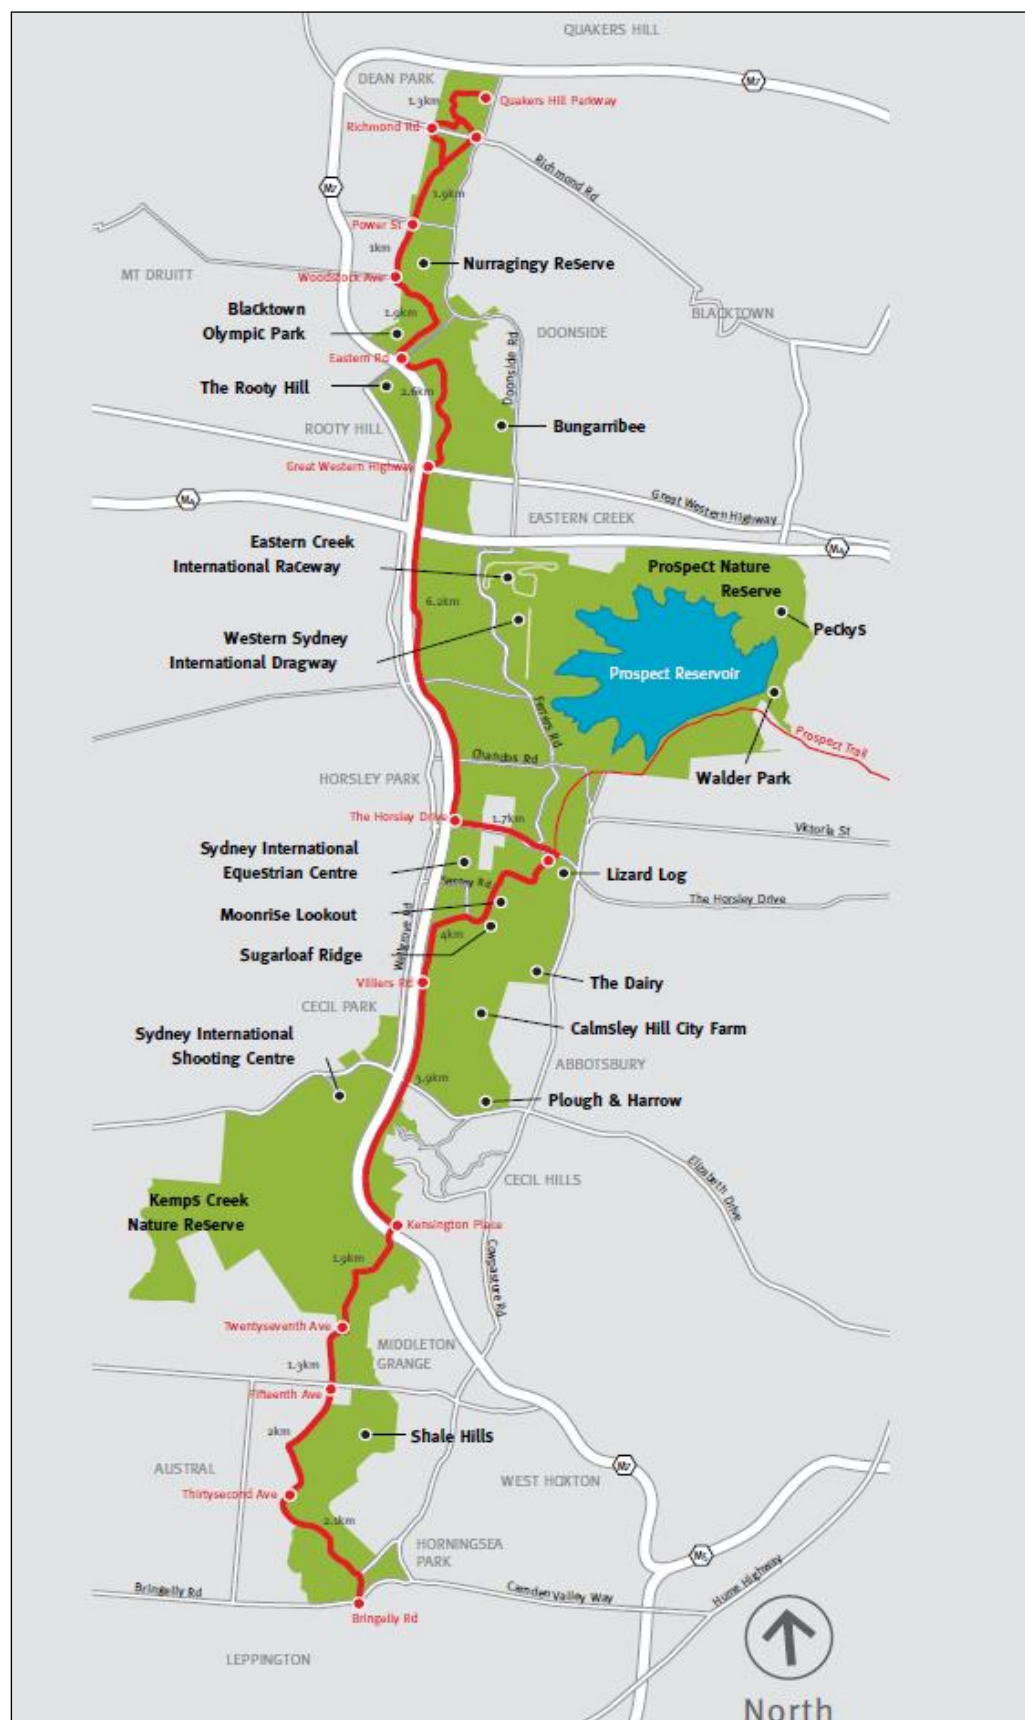 QUAKERS HILL
DEAN PARK
M7
1.3km
Quakers Hill Parkway
Richmond Rd
Richmond Rd
M7
1.9km
Power St
1km
Nurragingy Reserve
MT DRUITT
Woodstock Ave
Blacktown
Olympic Park
1.9km
DOONSIDE
BLACKTOWN
Eastern Rd
Doonside Rd
The Rooty Hill
2.6km
ROOTY HILL
Bungarribee
Great Western Highway
M4
Great Western Highway
EASTERN CREEK
M4
Eastern Creek
International Raceway
Prospect Nature
Reserve
6.2km
Peckys
Western Sydney
International Dragway
Prospect Reservoir
Ferrers Rd
Prospect Trail
Chandos Rd
Walder Park
HORSLEY PARK
The Horsley Drive
1.7km
Victoria St
Sydney International
Equestrian Centre
Lizard Log
The Horsley Drive
Moonrise Lookout
Wallgrove Rd
4km
Sugarloaf Ridge
Villiers Rd
The Dairy
CECIL PARK
Calmsley Hill City Farm
Sydney International
Shooting Centre
ABBOTSBURY
3.9km
Plough & Harrow
Elizabeth Drive
CECIL HILLS
Kemps Creek
Nature Reserve
Kensington Place
Cowpasture Rd
1.9km
Twentyseventh Ave
MIDDLETON
GRANGE
1.3km
Fifteenth Ave
2km
Shale Hills
AUSTRAL
M7
WEST HOXTON
Thirtysecond Ave
2.1km
HORNINGSEA
PARK
M5
Hume Highway
Bringelly Rd
Camden Valley Way
Bringelly Rd
LEPPINGTON
North